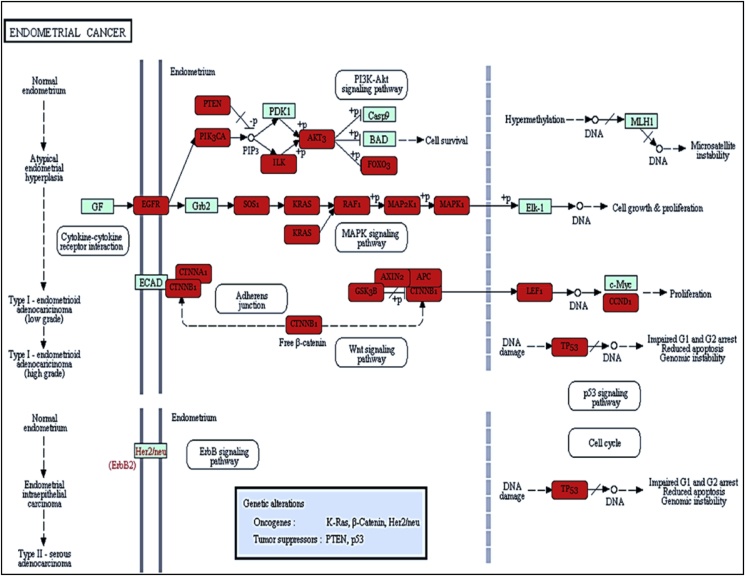 ENDOMETRIAL CANCER
Normal
endometrium
Atypical
endometrial
hyperplasia
Type I - endometrioid
adenocarcinoma
(low grade)
Type I - endometrioid
adenocarcinoma
(high grade)
Endometrium
PI3K-Akt
signaling pathway
PTEN
-p
PIK3CA
PIP3
PDK1
+p
ILK
+p
AKT3
+p
+p
Casp9
BAD
FOXO3
Cell survival
Hypermethylation
DNA
MLH1
DNA
Microsatellite
instability
GF
EGFR
Grb2
SOS1
KRAS
KRAS
RAF1
+p
MAP2K1
+p
MAPK1
+p
Elk-1
DNA
Cell growth & proliferation
Cytokine-cytokine
receptor interaction
MAPK signaling
pathway
ECAD
CTNNA1
CTNNB1
Adherens
junction
AXIN2
APC
GSK3B
+p
CTNNB1
LEF1
DNA
c-Myc
CCND1
Proliferation
CTNNB1
Free β-catenin
Wnt signaling
pathway
DNA
damage
TP53
DNA
Impaired G1 and G2 arrest
Reduced apoptosis
Genomic instability
p53 signaling
pathway
Cell cycle
Normal
endometrium
Endometrial
intraepithelial
carcinoma
Type II - serous
adenocarcinoma
Endometrium
Her2/neu
(ErbB2)
ErbB signaling
pathway
DNA
damage
TP53
DNA
Impaired G1 and G2 arrest
Reduced apoptosis
Genomic instability
Genetic alterations
Oncogenes : K-Ras, β-Catenin, Her2/neu
Tumor suppressors : PTEN, p53